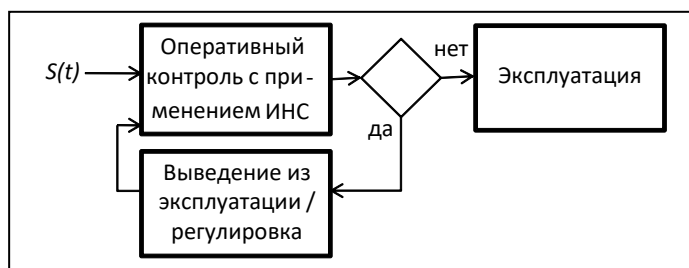 S(t)
Оперативный
контроль с при-
менением ИНС
нет
Эксплуатация
да
Выведение из
эксплуатации /
регулировка